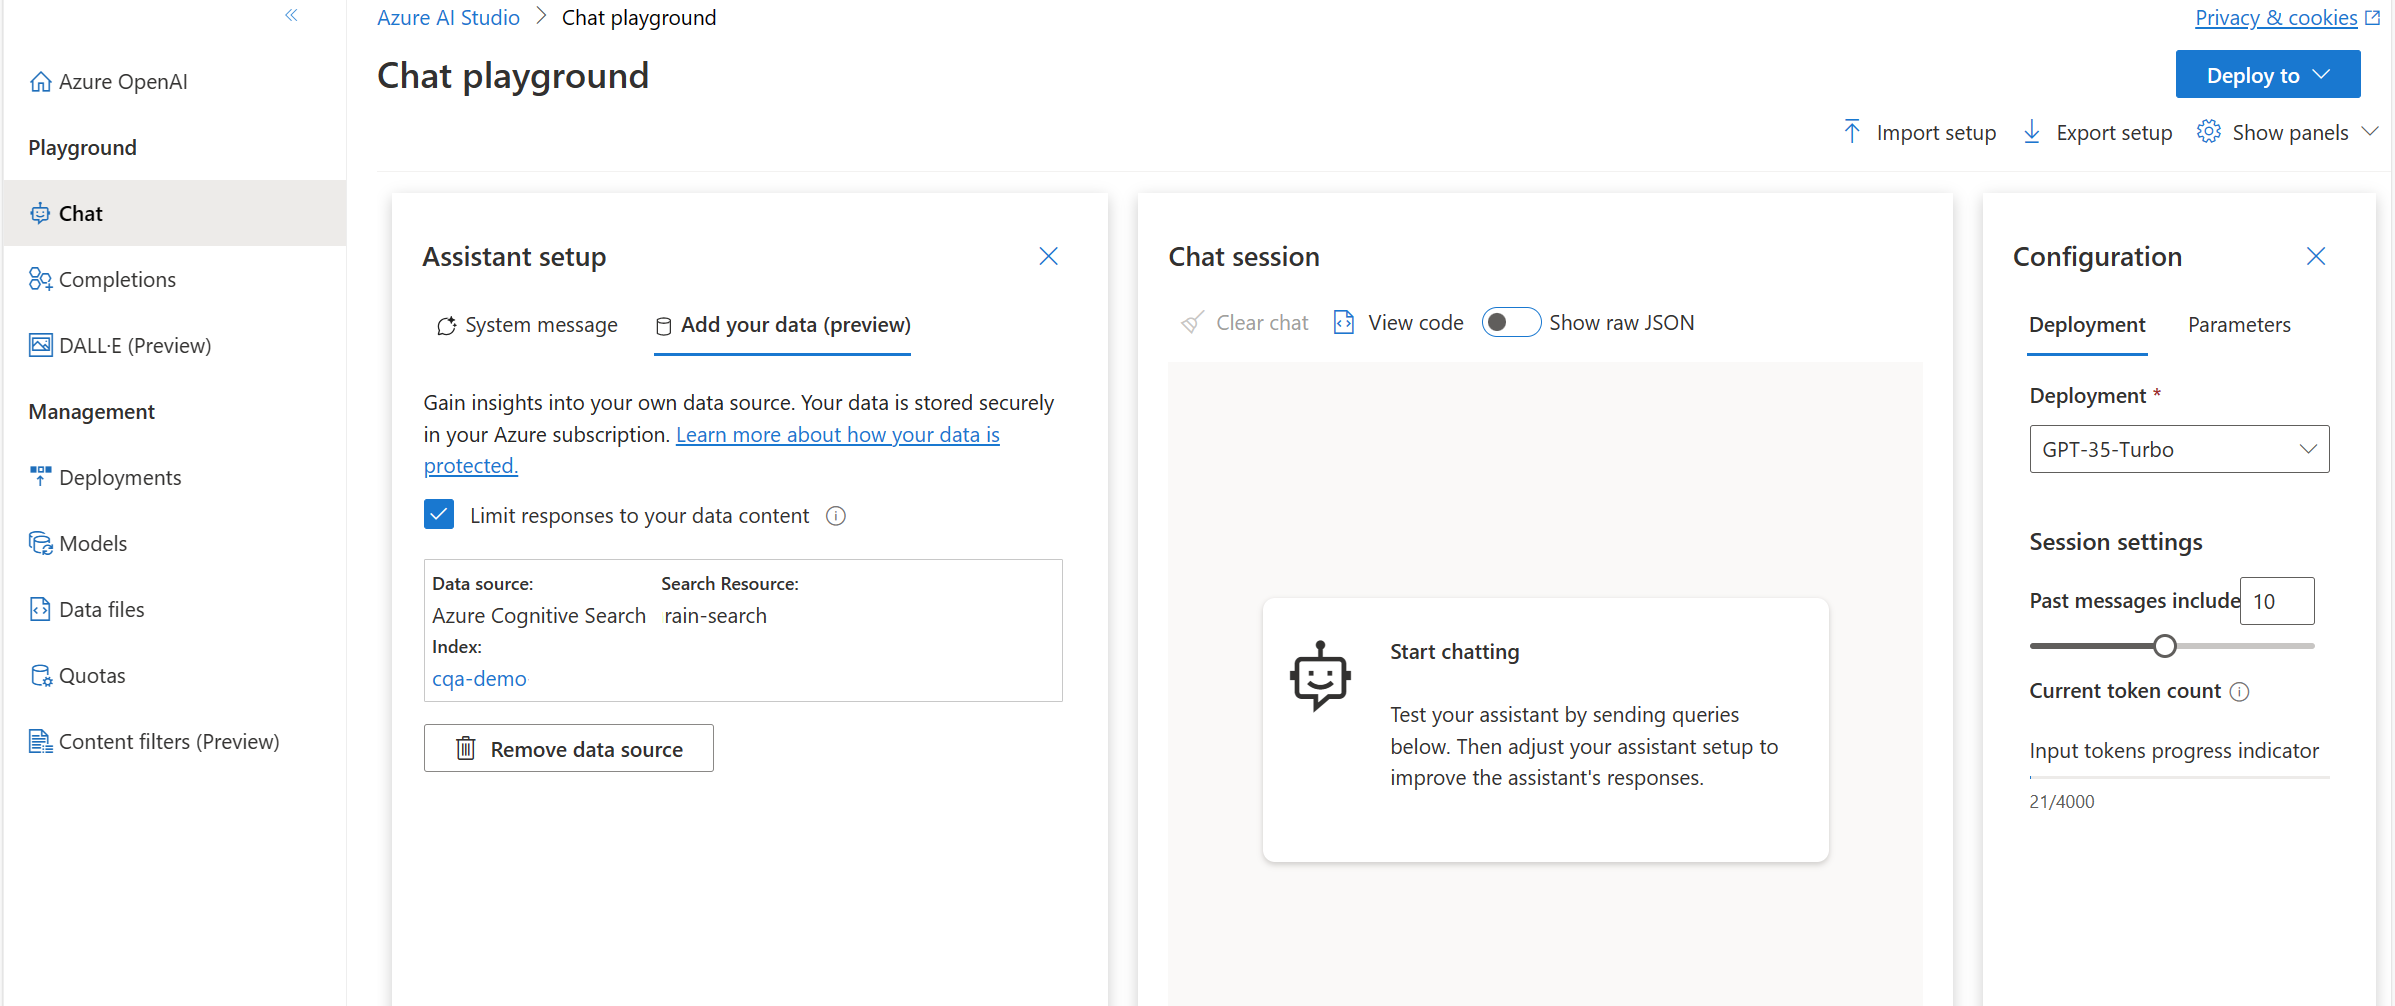 Azure AI Studio > Chat playground
Privacy & cookies
Chat playground
Deploy to
Import setup
Export setup
Show panels
Azure OpenAI
Playground
Chat
Completions
DALL·E (Preview)
Management
Deployments
Models
Data files
Quotas
Content filters (Preview)
Assistant setup
System message
Add your data (preview)
Gain insights into your own data source. Your data is stored securely
in your Azure subscription. Learn more about how your data is
protected.
Limit responses to your data content
Data source:
Search Resource:
Azure Cognitive Search
rain-search
Index:
cqa-demo
Remove data source
Chat session
Clear chat
View code
Show raw JSON
Start chatting
Test your assistant by sending queries
below. Then adjust your assistant setup to
improve the assistant's responses.
Configuration
Deployment
Parameters
Deployment *
GPT-35-Turbo
Session settings
Past messages include
10
Current token count
Input tokens progress indicator
21/4000